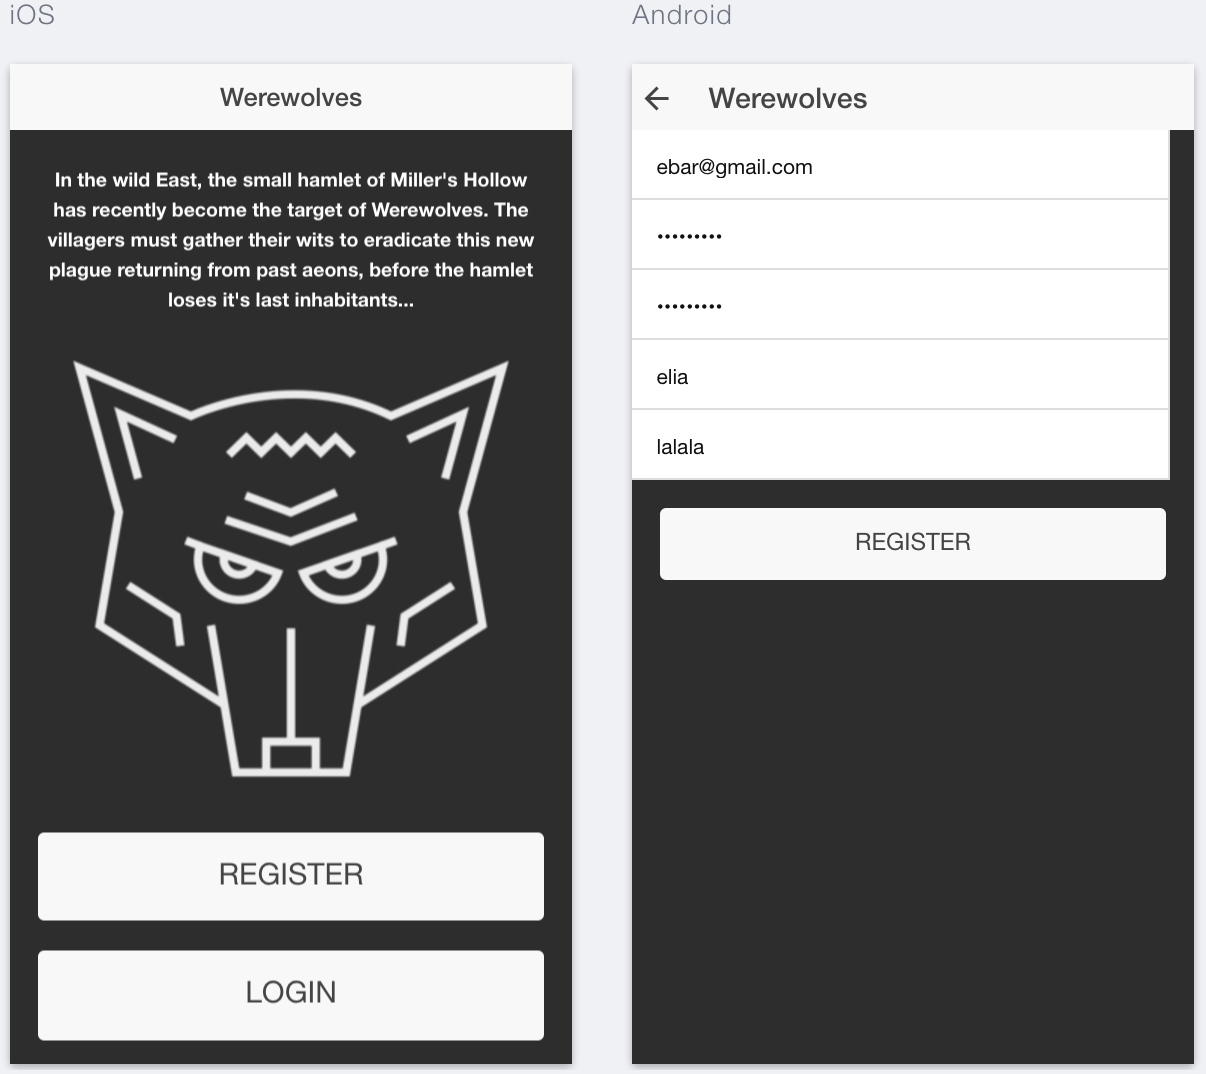 iOS
Werewolves
In the wild East, the small hamlet of Miller's Hollow
has recently become the target of Werewolves. The
villagers must gather their wits to eradicate this new
plague returning from past aeons, before the hamlet
loses it's last inhabitants...
REGISTER
LOGIN
Android
Werewolves
ebar@gmail.com
•••••••••
•••••••••
elia
lalala
REGISTER